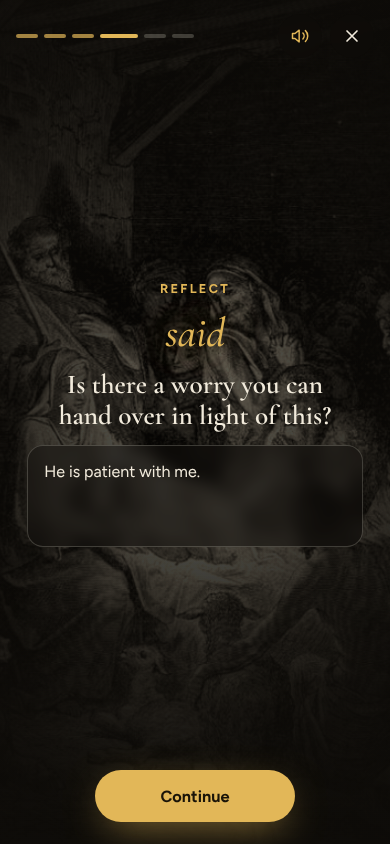 REFLECT
said
Is there a worry you can
hand over in light of this?
He is patient with me.
Continue